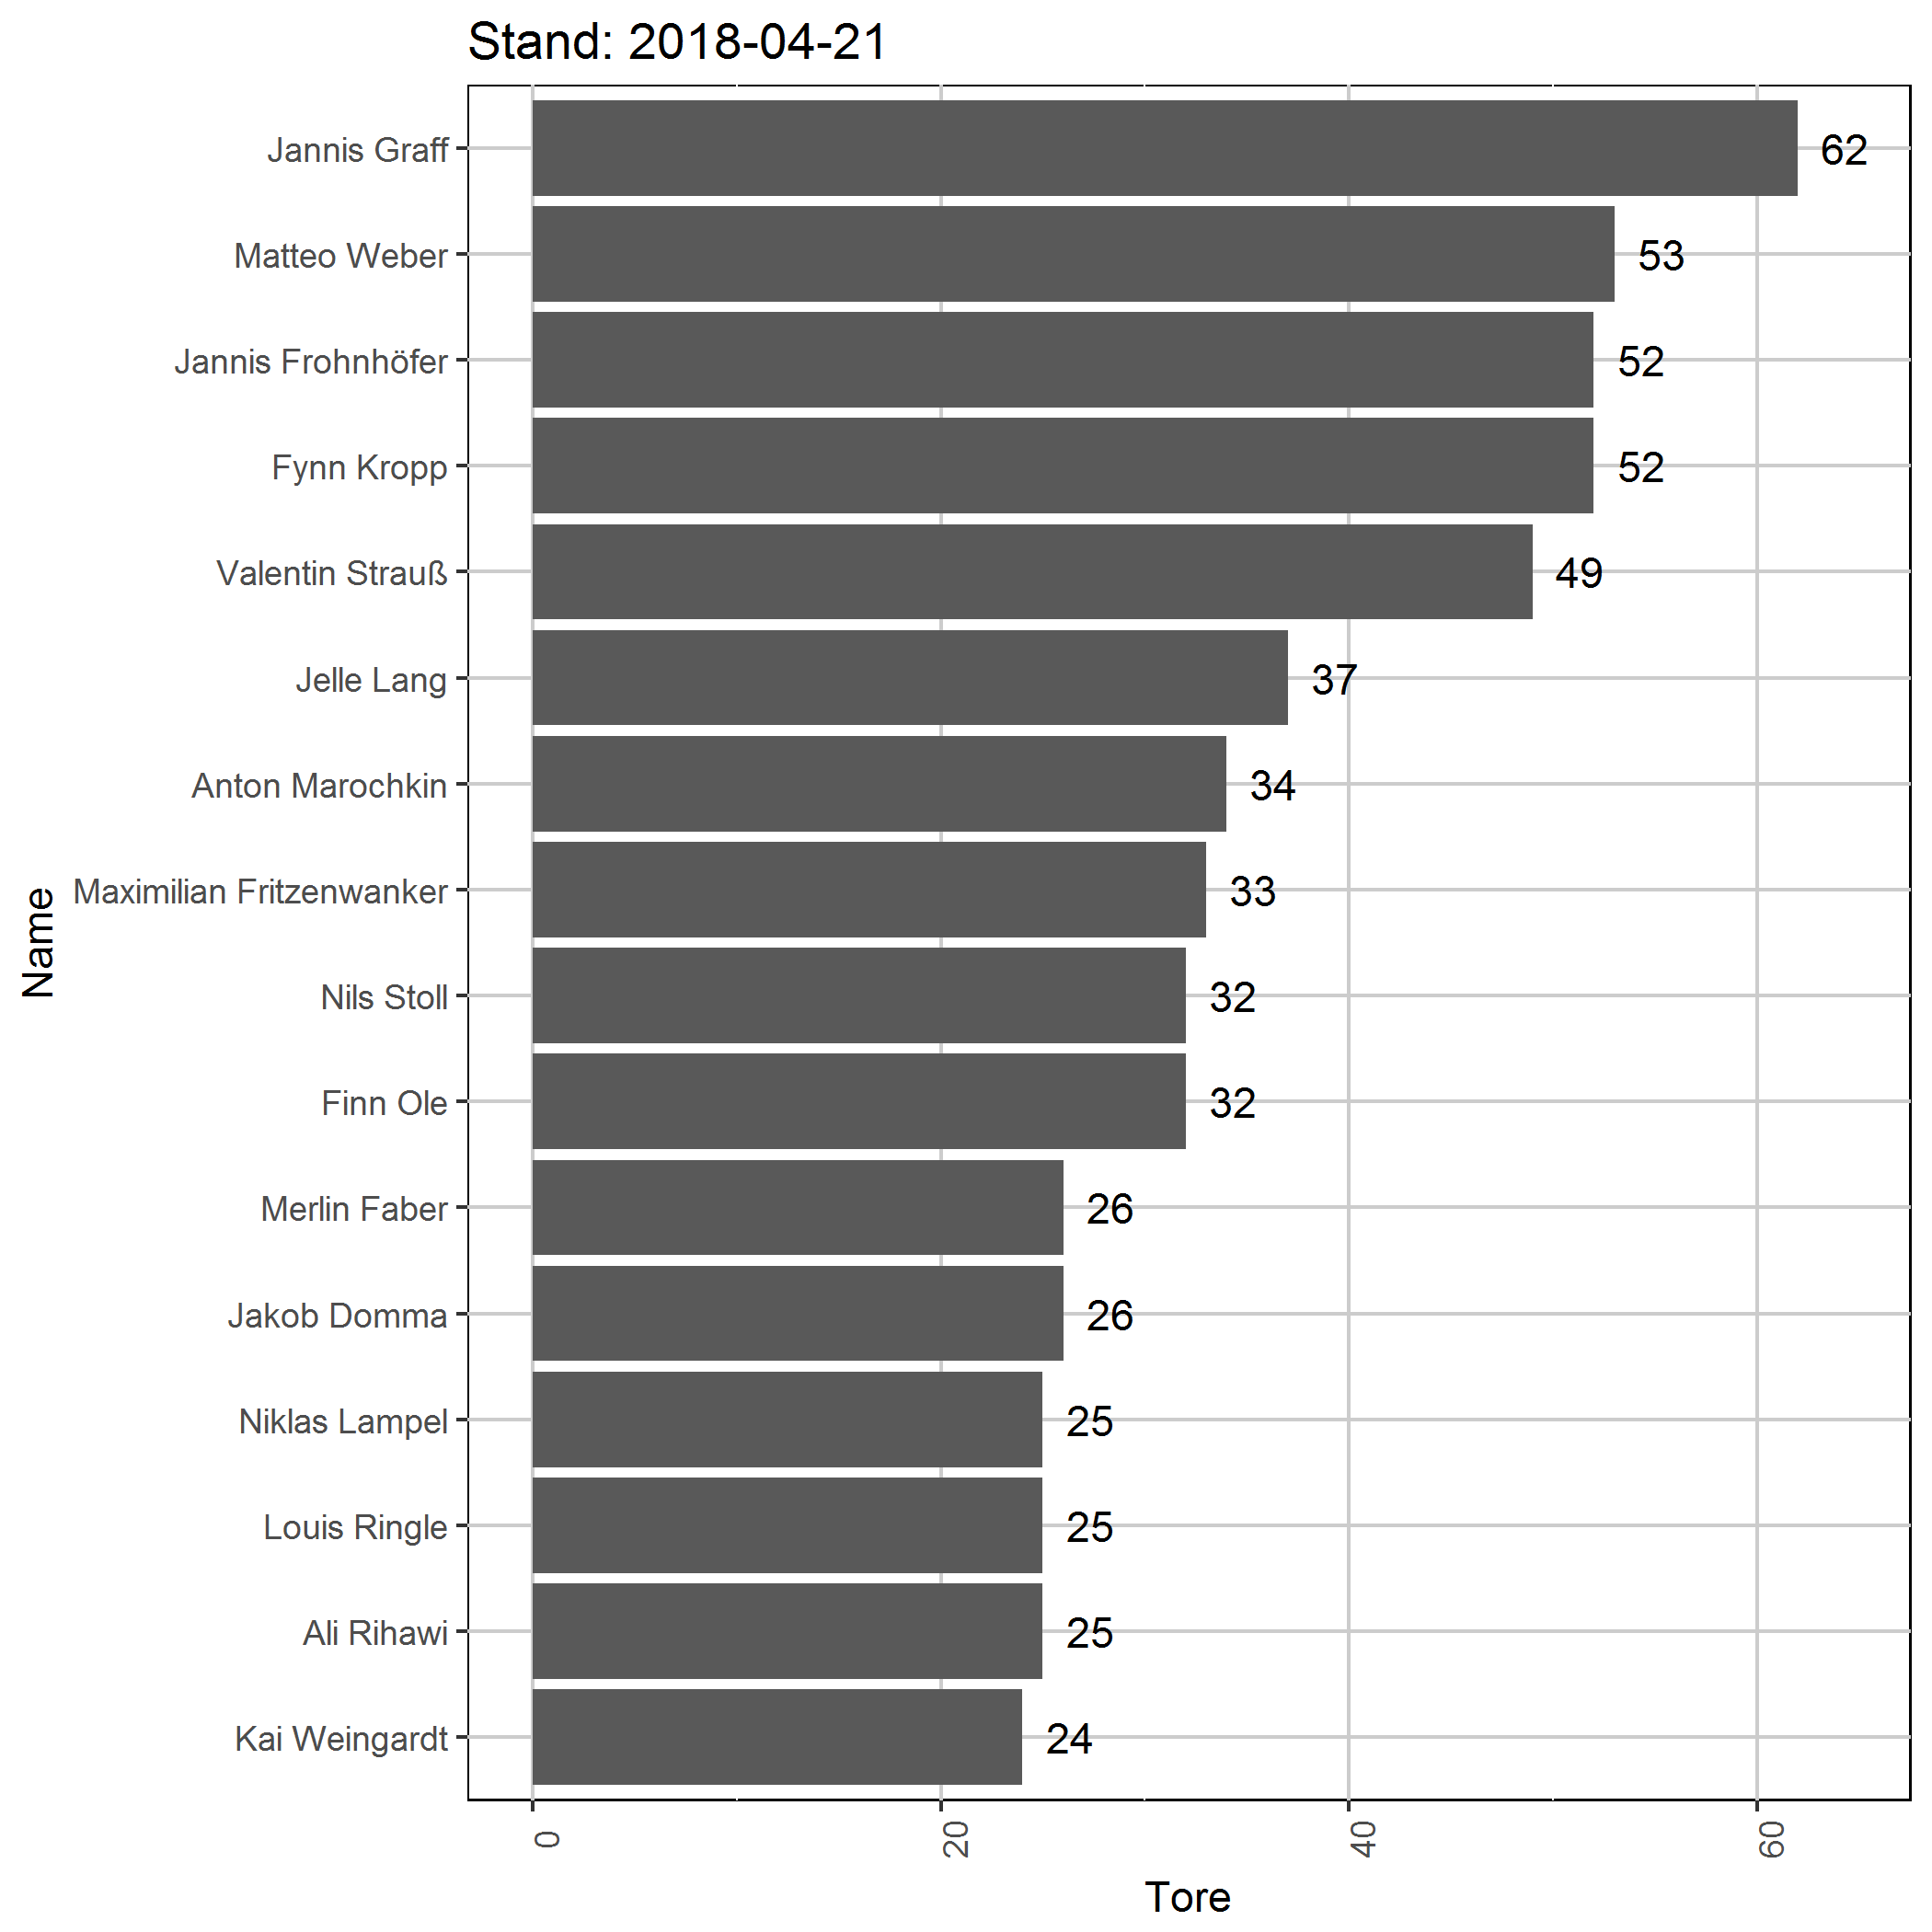 Stand: 2018-04-21
Jannis Graff 62
Matteo Weber 53
Jannis Frohnhöfer 52
Fynn Kropp 52
Valentin Strauß 49
Jelle Lang 37
Anton Marochkin 34
Maximilian Fritzenwanker 33
Nils Stoll 32
Finn Ole 32
Merlin Faber 26
Jakob Domma 26
Niklas Lampel 25
Louis Ringle 25
Ali Rihawi 25
Kai Weingardt 24
Name
0 20 40 60
Tore